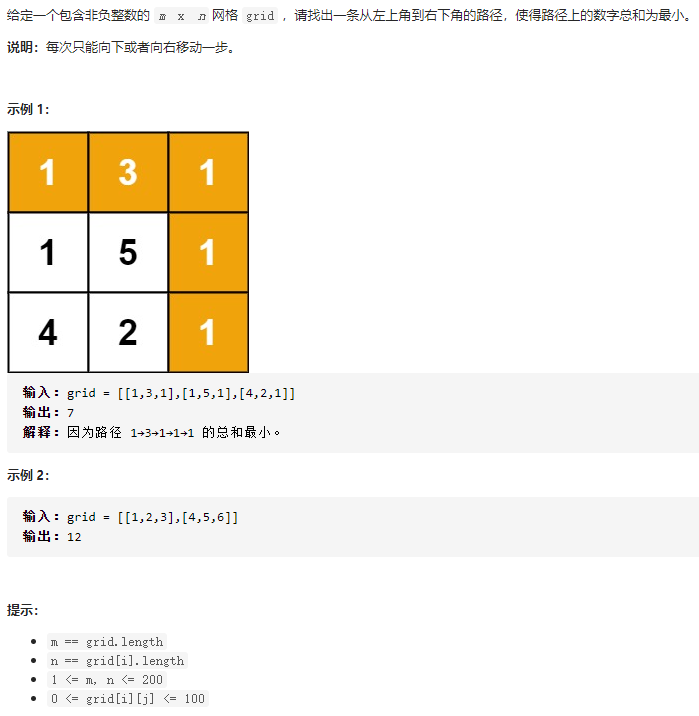 给定一个包含非负整数的 m x n 网格 grid ，请找出一条从左上角到右下角的路径，使得路径上的数字总和为最小。
说明：每次只能向下或者向右移动一步。
示例 1：
1 3 1
1 5 1
4 2 1
输入：grid = [[1,3,1],[1,5,1],[4,2,1]]
输出：7
解释：因为路径 1→3→1→1→1 的总和最小。
示例 2：
输入：grid = [[1,2,3],[4,5,6]]
输出：12
提示：
m == grid.length
n == grid[i].length
1 <= m, n <= 200
0 <= grid[i][j] <= 100